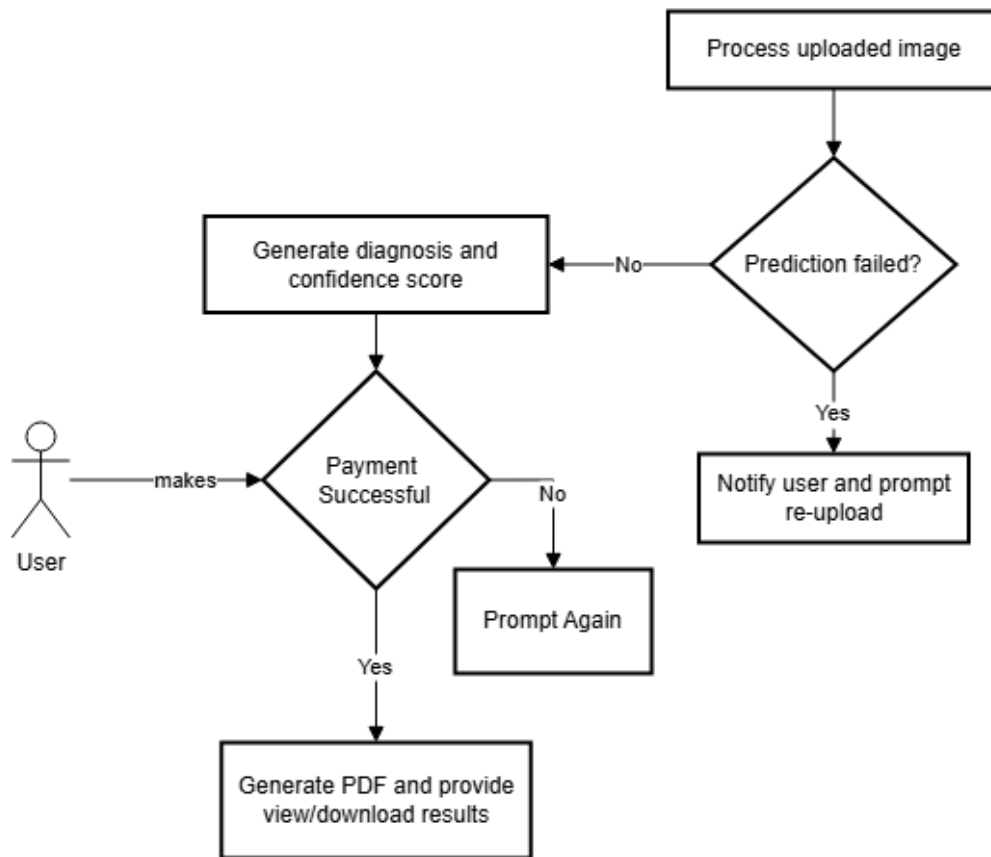 Process uploaded image
Prediction failed?
No
Generate diagnosis and
confidence score
Yes
Notify user and prompt
re-upload
Payment
Successful
makes
User
No
Prompt Again
Yes
Generate PDF and provide
view/download results